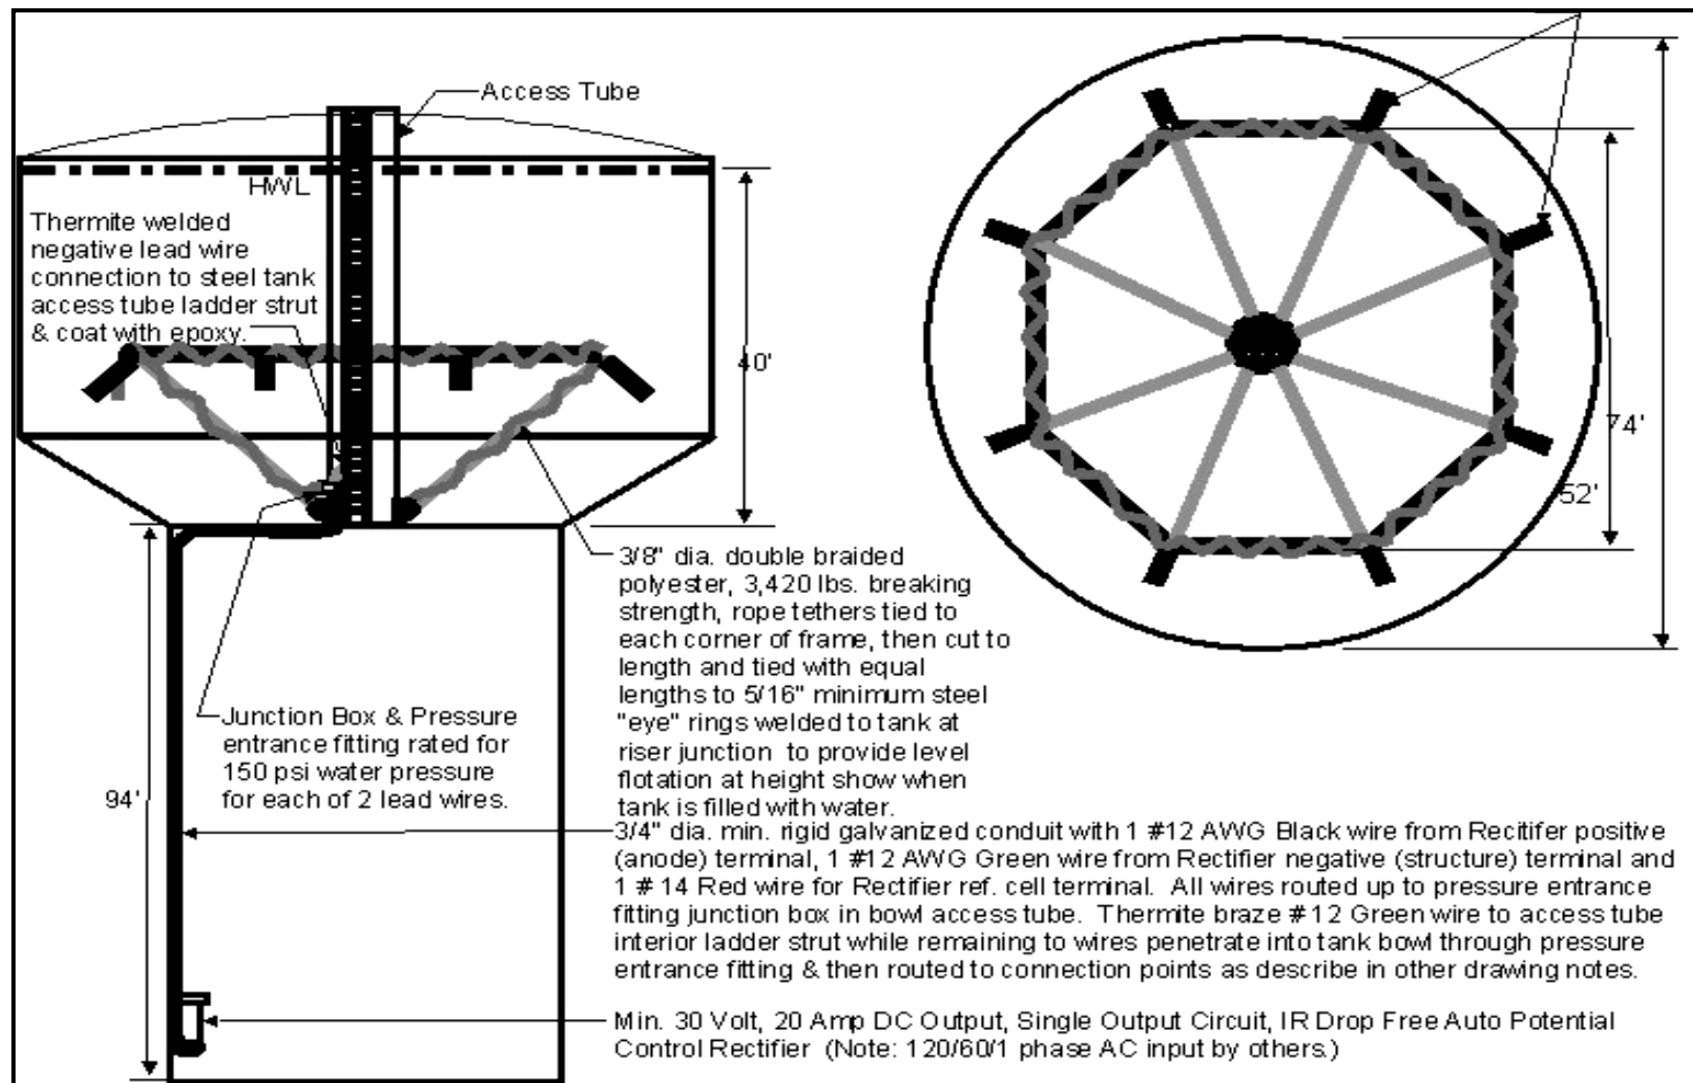 Access Tube
HWL
Thermite welded
negative lead wire
connection to steel tank
access tube ladder strut
& coat with epoxy.
40'
74'
52'
3/8" dia. double braided
polyester, 3,420 lbs. breaking
strength, rope tethers tied to
each corner of frame, then cut to
length and tied with equal
lengths to 5/16" minimum steel
"eye" rings welded to tank at
riser junction to provide level
flotation at height show when
tank is filled with water.
Junction Box & Pressure
entrance fitting rated for
150 psi water pressure
for each of 2 lead wires.
94'
3/4" dia. min. rigid galvanized conduit with 1 #12 AWG Black wire from Recitifer positive
(anode) terminal, 1 #12 AWG Green wire from Rectifier negative (structure) terminal and
1 # 14 Red wire for Rectifier ref. cell terminal. All wires routed up to pressure entrance
fitting junction box in bowl access tube. Thermite braze #12 Green wire to access tube
interior ladder strut while remaining to wires penetrate into tank bowl through pressure
entrance fitting & then routed to connection points as describe in other drawing notes.
Min. 30 Volt, 20 Amp DC Output, Single Output Circuit, IR Drop Free Auto Potential
Control Rectifier (Note: 120/60/1 phase AC input by others.)